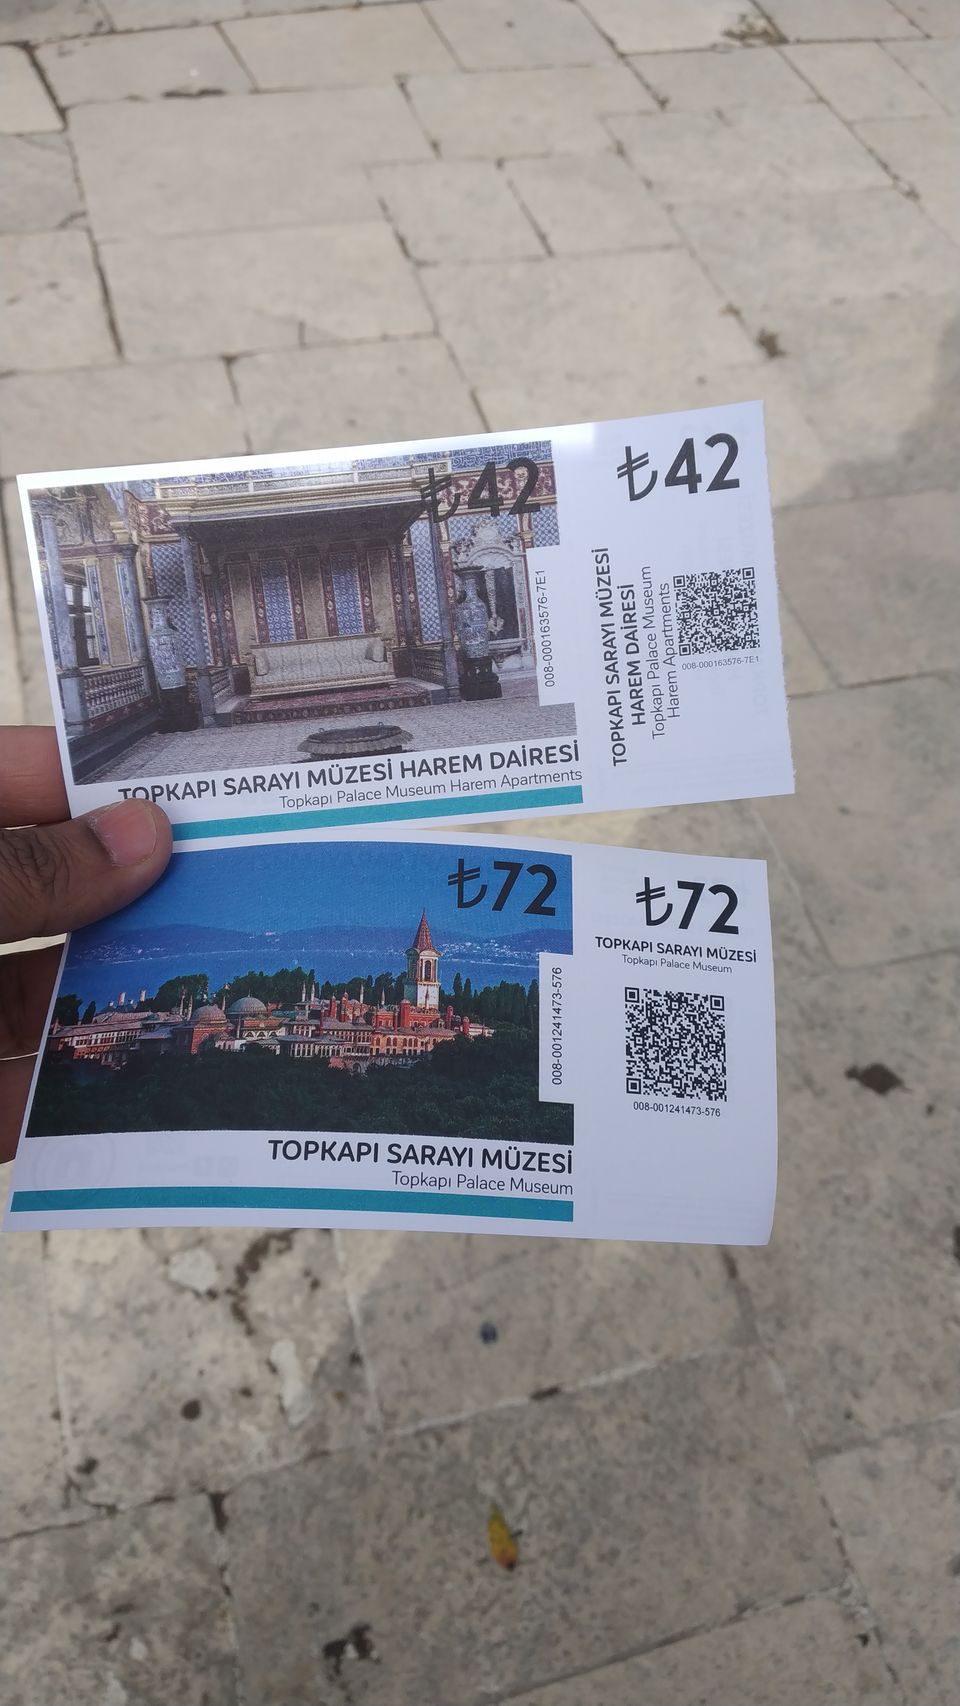 ₺42
008-000163576-7E1
TOPKAPI SARAYI MÜZESİ HAREM DAİRESİ
Topkapı Palace Museum Harem Apartments
₺42
TOPKAPI SARAYI MÜZESİ
HAREM DAİRESİ
Topkapı Palace Museum
Harem Apartments
008-000163576-7E1
₺72
008-001241473-576
TOPKAPI SARAYI MÜZESİ
Topkapı Palace Museum
₺72
TOPKAPI SARAYI MÜZESİ
Topkapı Palace Museum
008-001241473-576